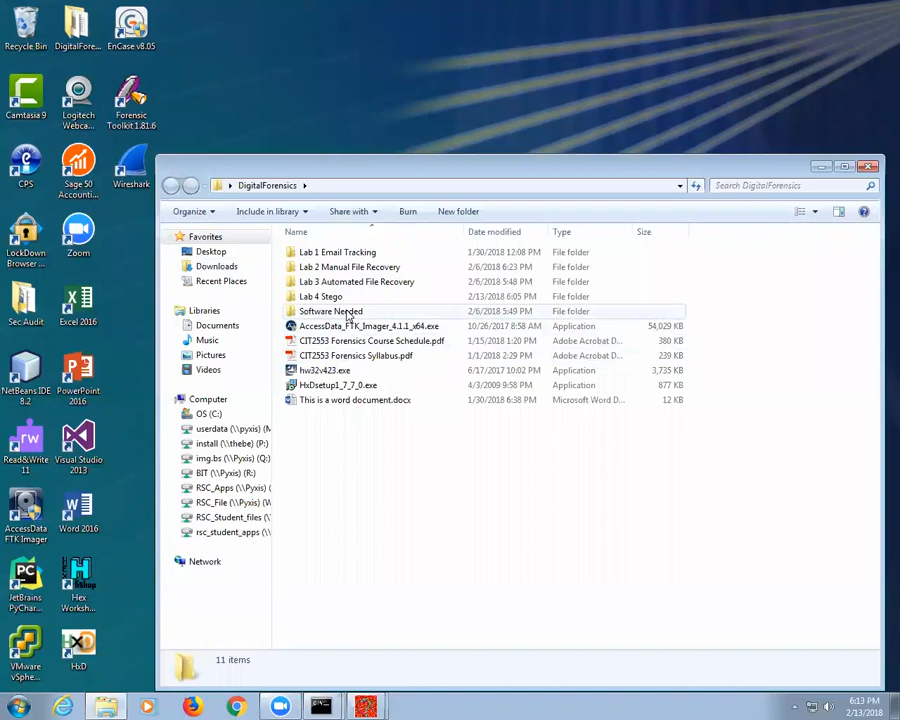 Recycle Bin
DigitalFore...
EnCase v8.05
Camtasia 9
Logitech Webca...
Forensic Toolkit 1.81.6
CPS
Sage 50 Accounti...
Wireshark
LockDown Browser ...
Zoom
Sec Audit
Excel 2016
NetBeans IDE 8.2
PowerPoint 2016
Read&Write 11
Visual Studio 2013
AccessData FTK Imager
Word 2016
JetBrains PyChar...
Hex Worksh...
VMware vSphe...
HxD
DigitalForensics
Search DigitalForensics
Organize
Include in library
Share with
Burn
New folder
Favorites
Desktop
Downloads
Recent Places
Libraries
Documents
Music
Pictures
Videos
Computer
OS (C:)
userdata (\\pyxis) (M
install (\\thebe) (P:)
img.bs (\\Pyxis) (Q:)
BIT (\\Pyxis) (R:)
RSC_Apps (\\Pyxis) (
RSC_File (\\Pyxis) (W
RSC_Student_files (\
rsc_student_apps (\\
Network
Name Date modified Type Size
Lab 1 Email Tracking 1/30/2018 12:08 PM File folder
Lab 2 Manual File Recovery 2/6/2018 6:23 PM File folder
Lab 3 Automated File Recovery 2/6/2018 5:48 PM File folder
Lab 4 Stego 2/13/2018 6:05 PM File folder
Software Needed 2/6/2018 5:49 PM File folder
AccessData_FTK_Imager_4.1.1_x64.exe 10/26/2017 8:58 AM Application 54,029 KB
CIT2553 Forensics Course Schedule.pdf 1/15/2018 1:20 PM Adobe Acrobat D... 380 KB
CIT2553 Forensics Syllabus.pdf 1/1/2018 2:29 PM Adobe Acrobat D... 239 KB
hw32v423.exe 6/17/2017 10:02 PM Application 3,735 KB
HxDsetup1_7_7_0.exe 4/3/2009 9:58 PM Application 877 KB
This is a word document.docx 1/30/2018 6:38 PM Microsoft Word D... 12 KB
11 items
6:13 PM
2/13/2018